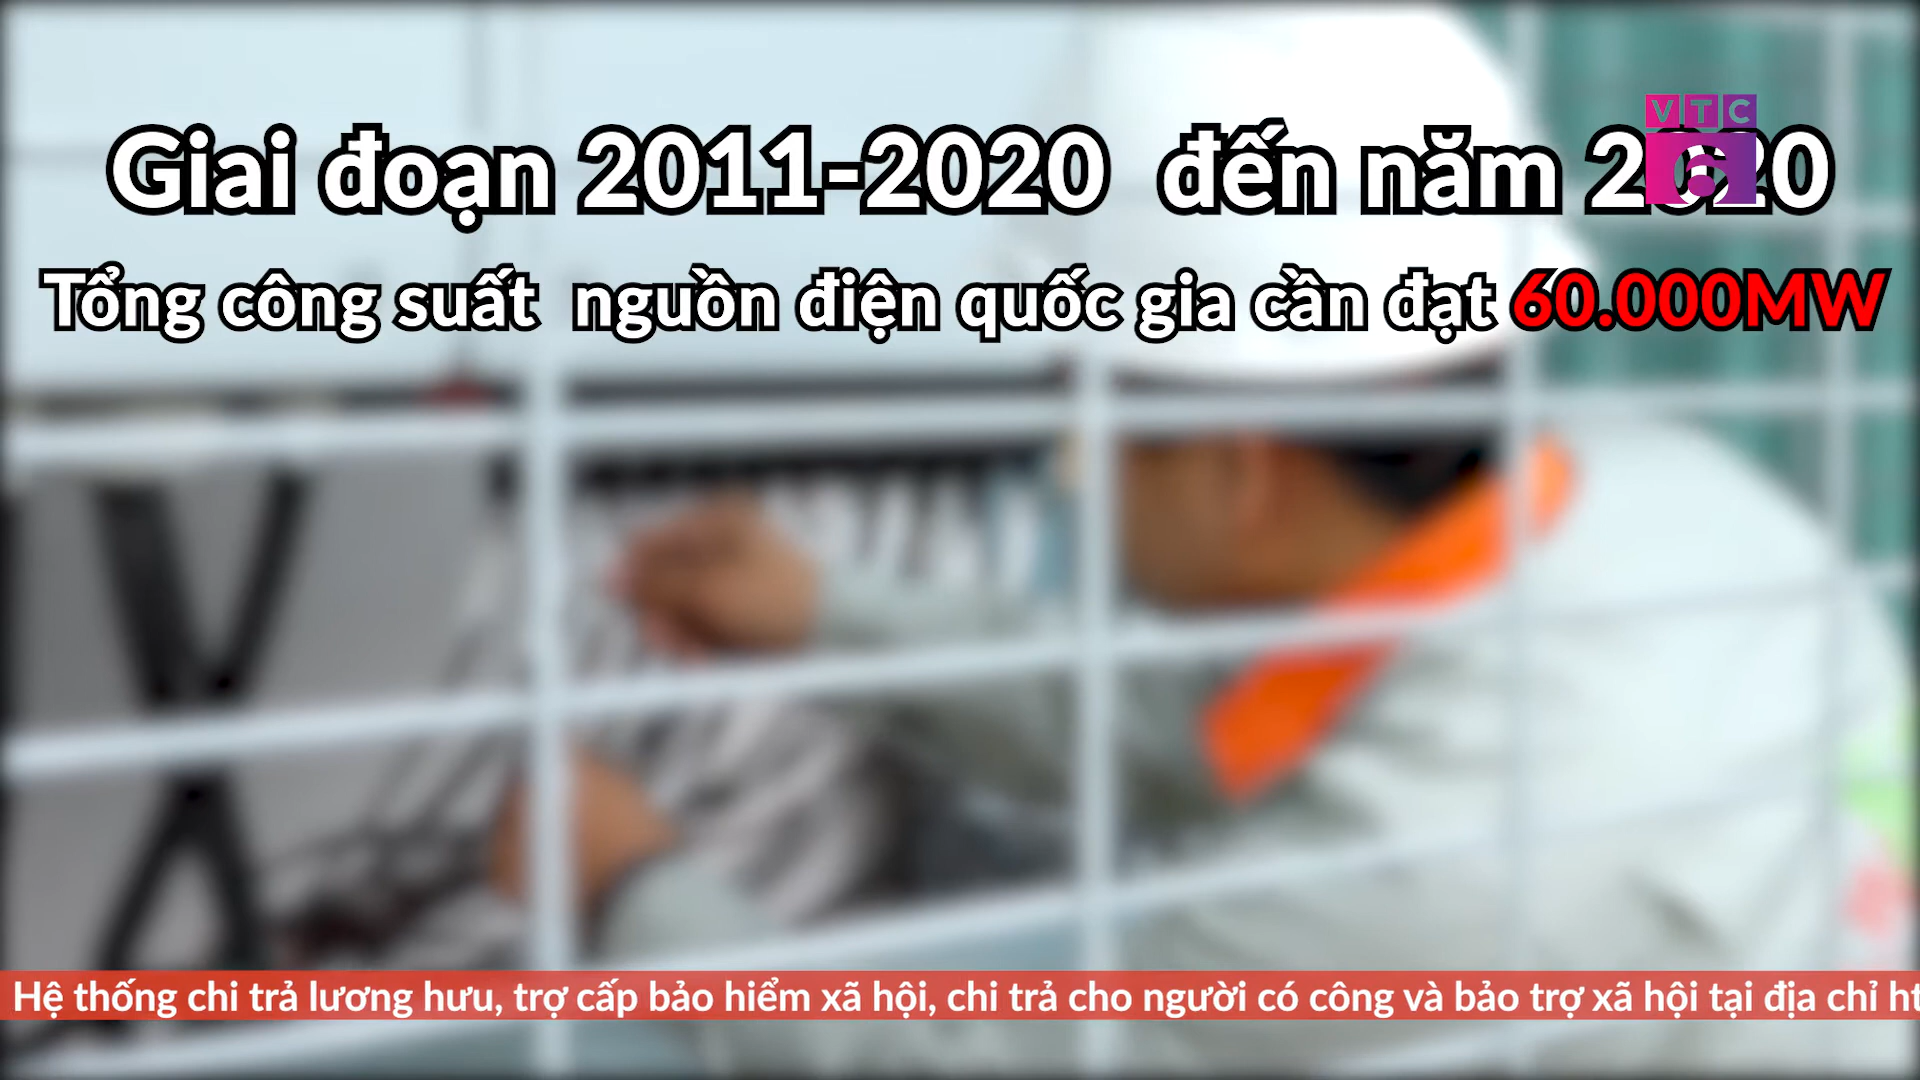 VTC
Giai đoạn 2011-2020 đến năm 2020
6
Tổng công suất nguồn điện quốc gia cần đạt 60.000MW
Hệ thống chi trả lương hưu, trợ cấp bảo hiểm xã hội, chi trả cho người có công và bảo trợ xã hội tại địa chỉ ht